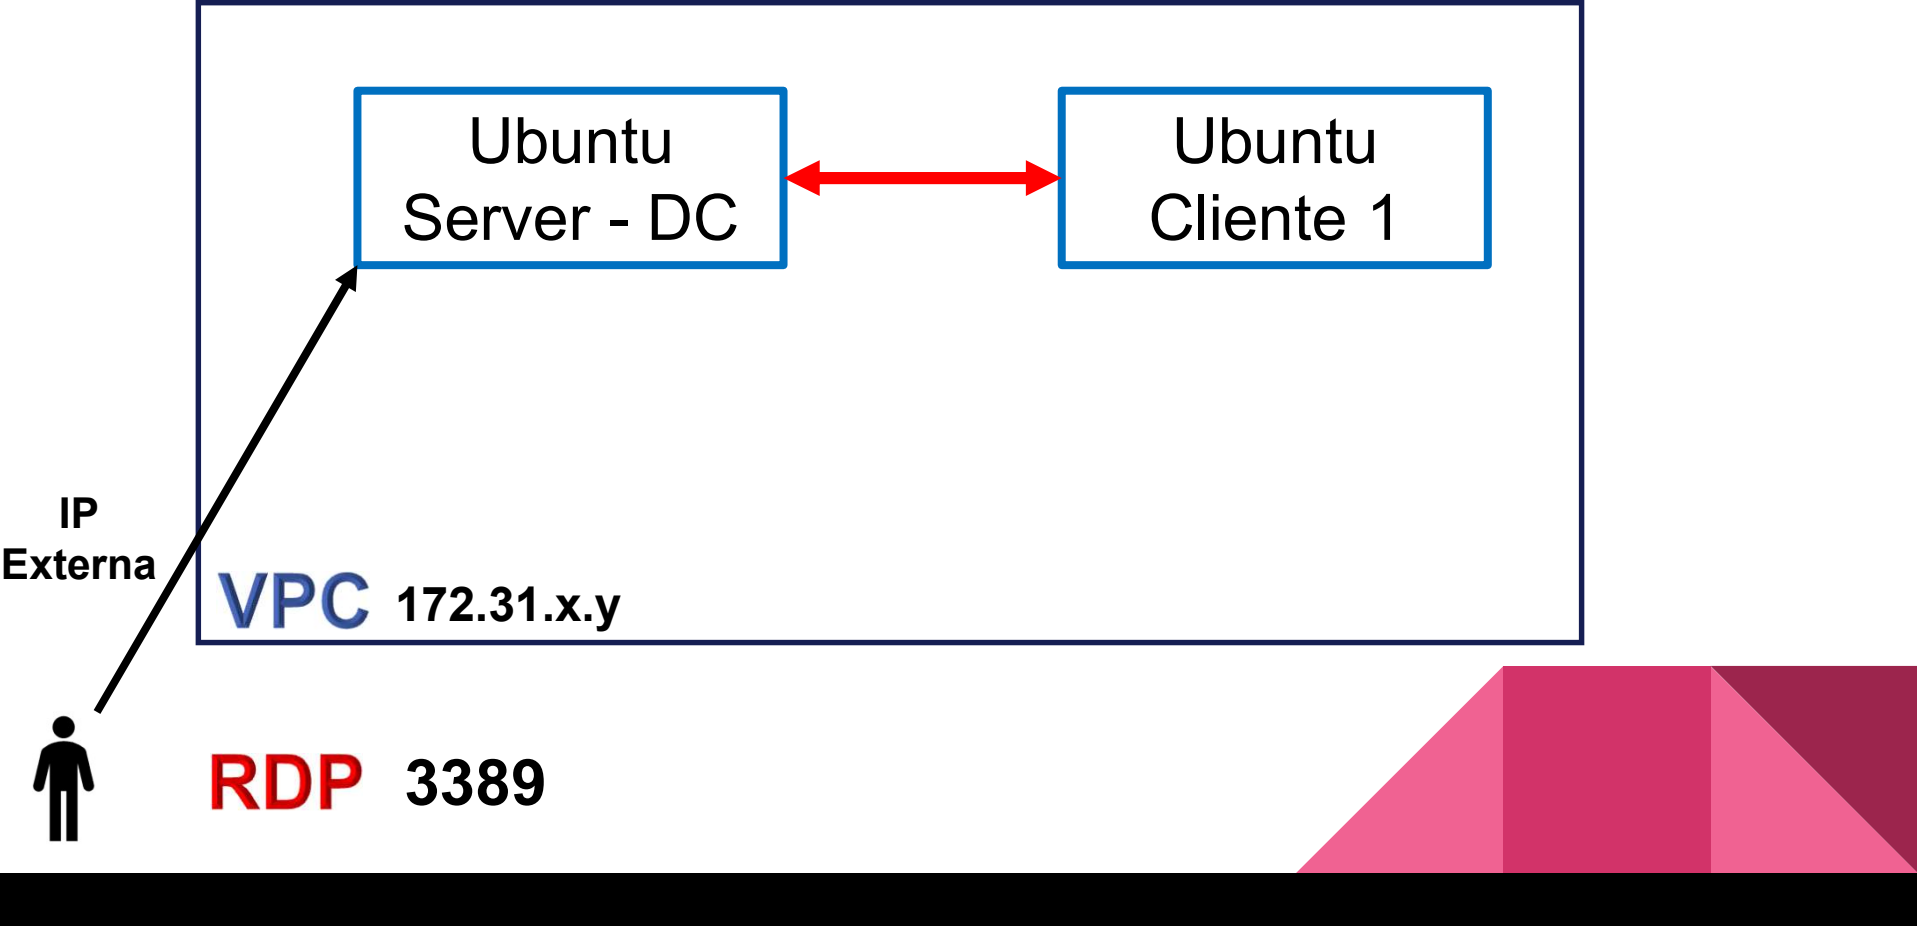 Ubuntu
Server - DC
Ubuntu
Cliente 1
IP
Externa
VPC 172.31.x.y
RDP 3389